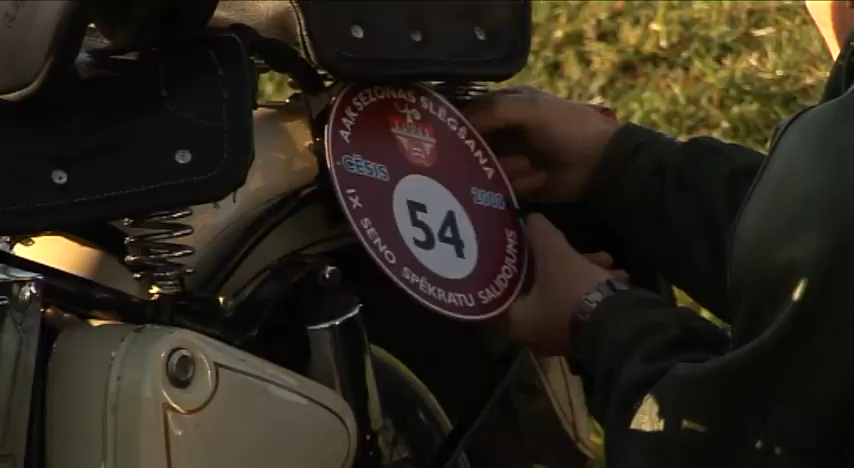 AAK SEZONAS SLĒGŠANA
CĒSIS
2000
54
IX SENO SPĒKRATU SALIDOJUMS